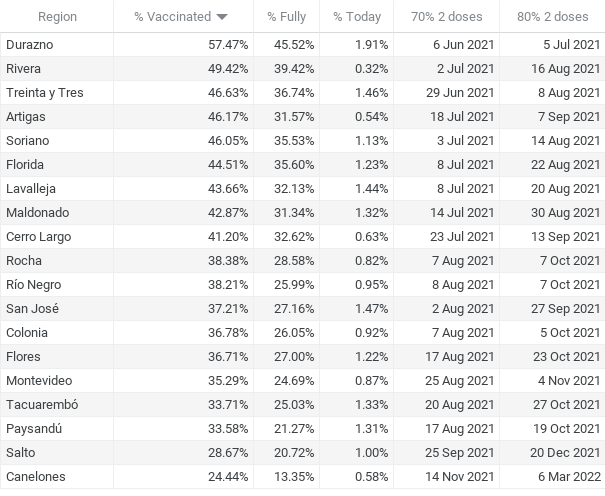 Region % Vaccinated % Fully % Today 70% 2 doses 80% 2 doses
Durazno 57.47% 45.52% 1.91% 6 Jun 2021 5 Jul 2021
Rivera 49.42% 39.42% 0.32% 2 Jul 2021 16 Aug 2021
Treinta y Tres 46.63% 36.74% 1.46% 29 Jun 2021 8 Aug 2021
Artigas 46.17% 31.57% 0.54% 18 Jul 2021 7 Sep 2021
Soriano 46.05% 35.53% 1.13% 3 Jul 2021 14 Aug 2021
Florida 44.51% 35.60% 1.23% 8 Jul 2021 22 Aug 2021
Lavalleja 43.66% 32.13% 1.44% 8 Jul 2021 20 Aug 2021
Maldonado 42.87% 31.34% 1.32% 14 Jul 2021 30 Aug 2021
Cerro Largo 41.20% 32.62% 0.63% 23 Jul 2021 13 Sep 2021
Rocha 38.38% 28.58% 0.82% 7 Aug 2021 7 Oct 2021
Río Negro 38.21% 25.99% 0.95% 8 Aug 2021 7 Oct 2021
San José 37.21% 27.16% 1.47% 2 Aug 2021 27 Sep 2021
Colonia 36.78% 26.05% 0.92% 7 Aug 2021 5 Oct 2021
Flores 36.71% 27.00% 1.22% 17 Aug 2021 23 Oct 2021
Montevideo 35.29% 24.69% 0.87% 25 Aug 2021 4 Nov 2021
Tacuarembó 33.71% 25.03% 1.33% 20 Aug 2021 27 Oct 2021
Paysandú 33.58% 21.27% 1.31% 17 Aug 2021 19 Oct 2021
Salto 28.67% 20.72% 1.00% 25 Sep 2021 20 Dec 2021
Canelones 24.44% 13.35% 0.58% 14 Nov 2021 6 Mar 2022